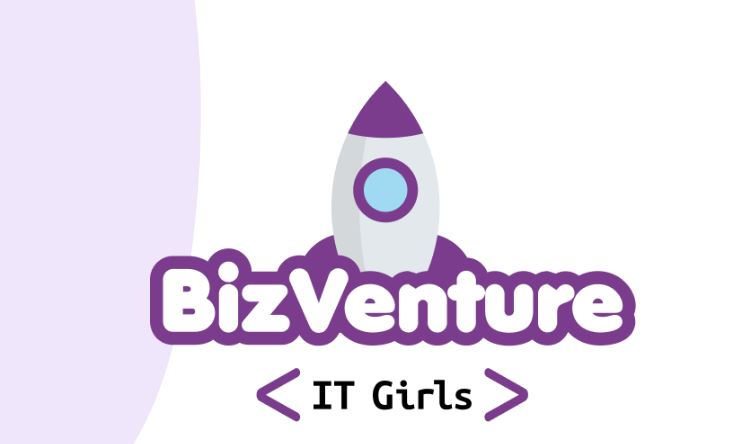 BizVenture
< IT Girls >